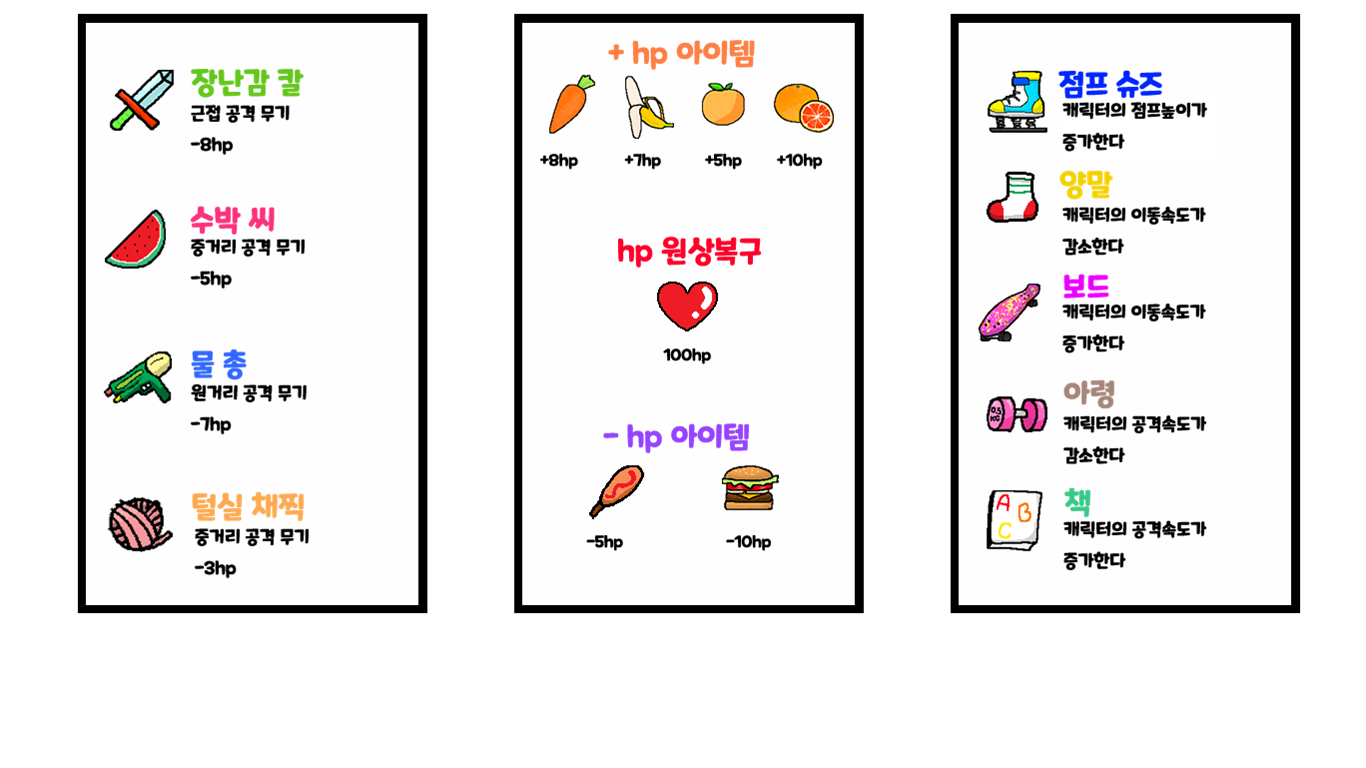 장난감 칼
근접 공격 무기
-8hp
수박 씨
중거리 공격 무기
-5hp
물 총
원거리 공격 무기
-7hp
털실 채찍
중거리 공격 무기
-3hp
+ hp 아이템
+8hp +7hp +5hp +10hp
hp 원상복구
100hp
- hp 아이템
-5hp -10hp
점프 슈즈
캐릭터의 점프높이가
증가한다
양말
캐릭터의 이동속도가
감소한다
보드
캐릭터의 이동속도가
증가한다
0.5
KG
아령
캐릭터의 공격속도가
감소한다
A
B
C
책
캐릭터의 공격속도가
증가한다